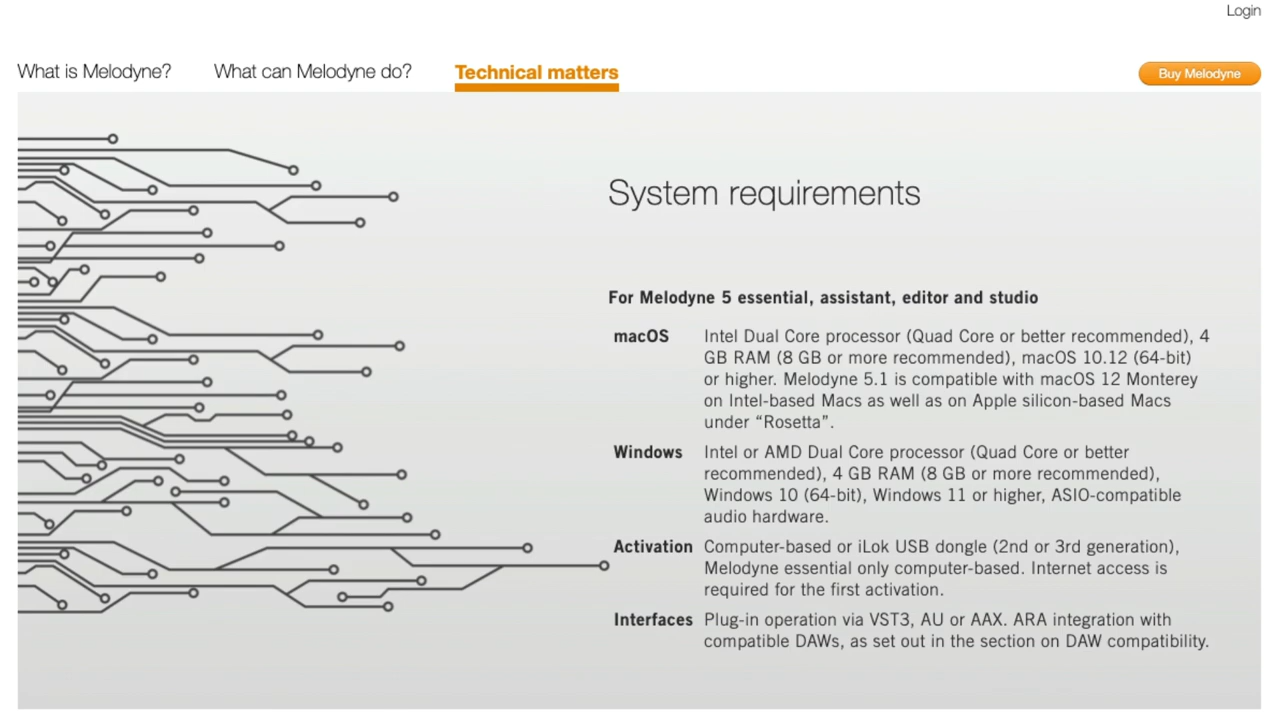 Login
What is Melodyne? What can Melodyne do? Technical matters Buy Melodyne
System requirements
For Melodyne 5 essential, assistant, editor and studio
macOS Intel Dual Core processor (Quad Core or better recommended), 4
GB RAM (8 GB or more recommended), macOS 10.12 (64-bit)
or higher. Melodyne 5.1 is compatible with macOS 12 Monterey
on Intel-based Macs as well as on Apple silicon-based Macs
under “Rosetta”.
Windows Intel or AMD Dual Core processor (Quad Core or better
recommended), 4 GB RAM (8 GB or more recommended),
Windows 10 (64-bit), Windows 11 or higher, ASIO-compatible
audio hardware.
Activation Computer-based or iLok USB dongle (2nd or 3rd generation),
Melodyne essential only computer-based. Internet access is
required for the first activation.
Interfaces Plug-in operation via VST3, AU or AAX. ARA integration with
compatible DAWs, as set out in the section on DAW compatibility.